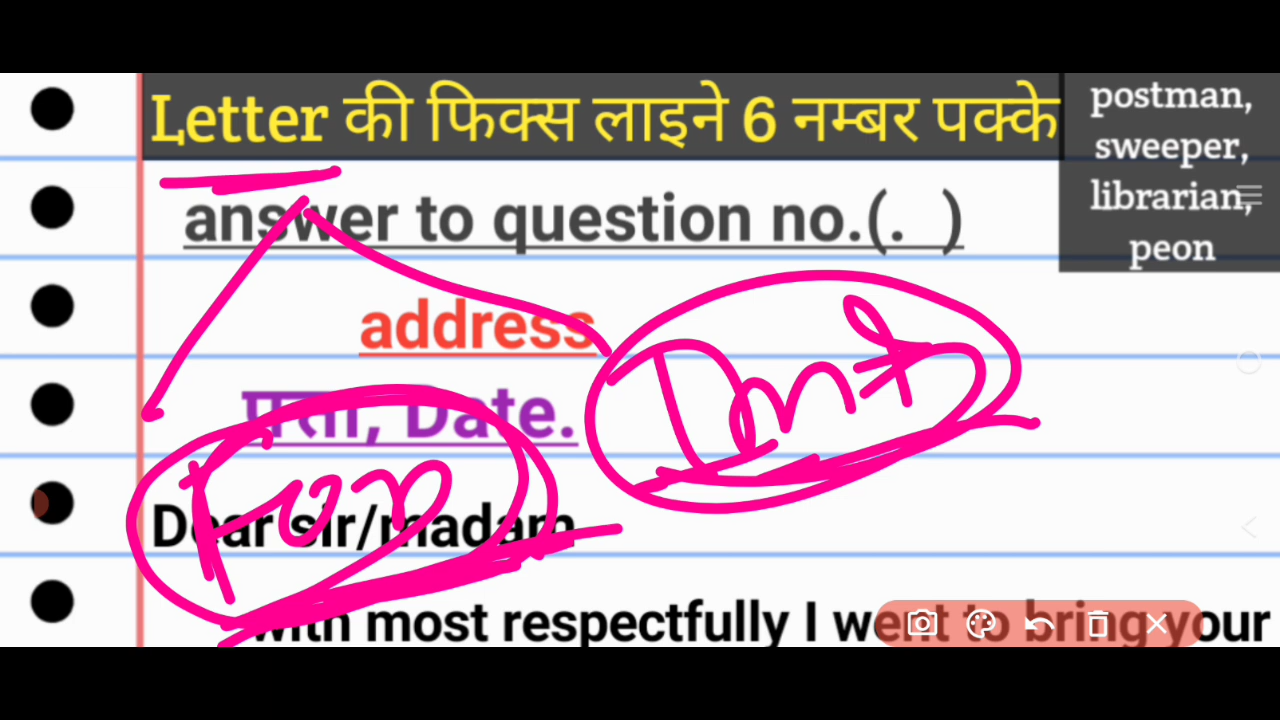 Letter की फिक्स लाइने 6 नम्बर पक्के
postman,
sweeper,
librarian,
peon
answer to question no.(. )
address
पत्ता, Date.
Dear sir/madam
with most respectfully I went to bring your